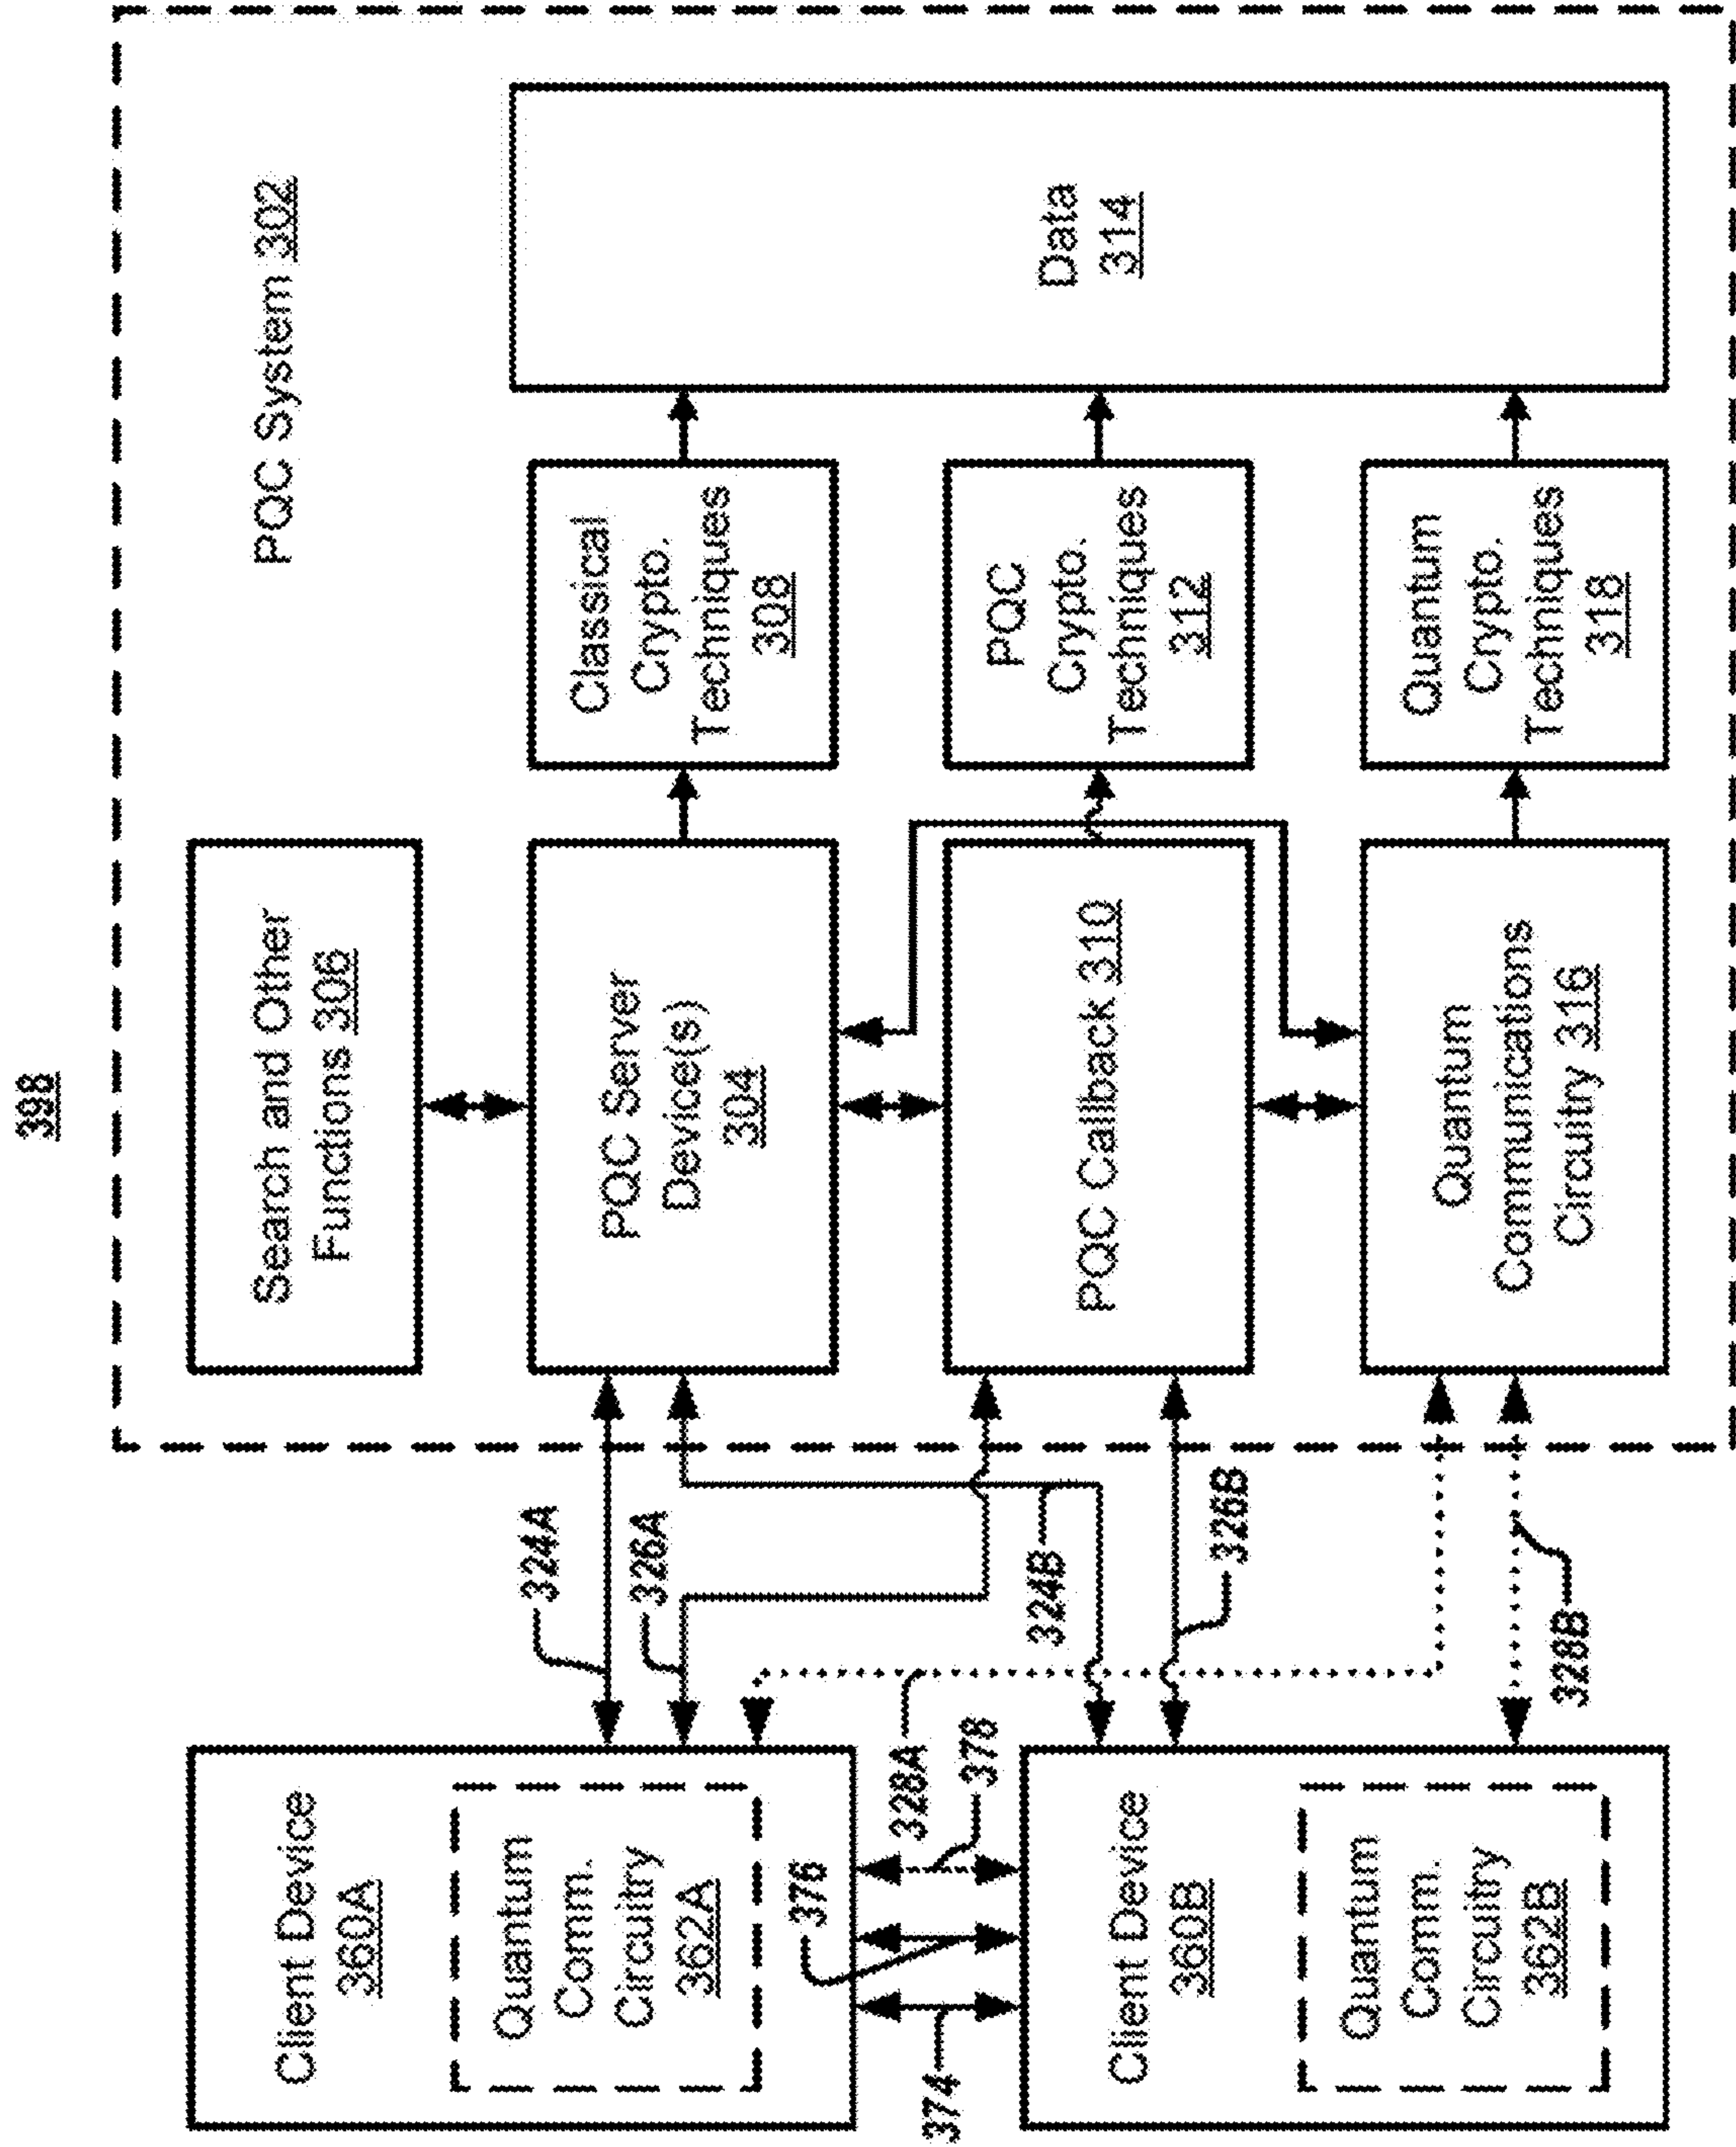 398
PQC System 302
Search and Other
Functions 306
PQC Server
Device(s)
304
Classical
Crypto.
Techniques
308
PQC Callback 310
PQC
Crypto.
Techniques
312
Quantum
Communications
Circuitry 316
Quantum
Crypto.
Techniques
318
Data
314
324A
326A
324B
326B
328A
328B
Client Device
360A
Quantum
Comm.
Circuitry
362A
374
376
378
Client Device
360B
Quantum
Comm.
Circuitry
362B